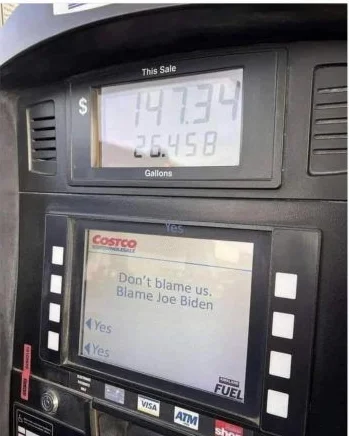 This Sale
$ 147.34
26.458
Gallons
Yes
COSTCO
WHOLESALE
Don't blame us.
Blame Joe Biden
Yes
Yes
FUEL
VISA
ATM